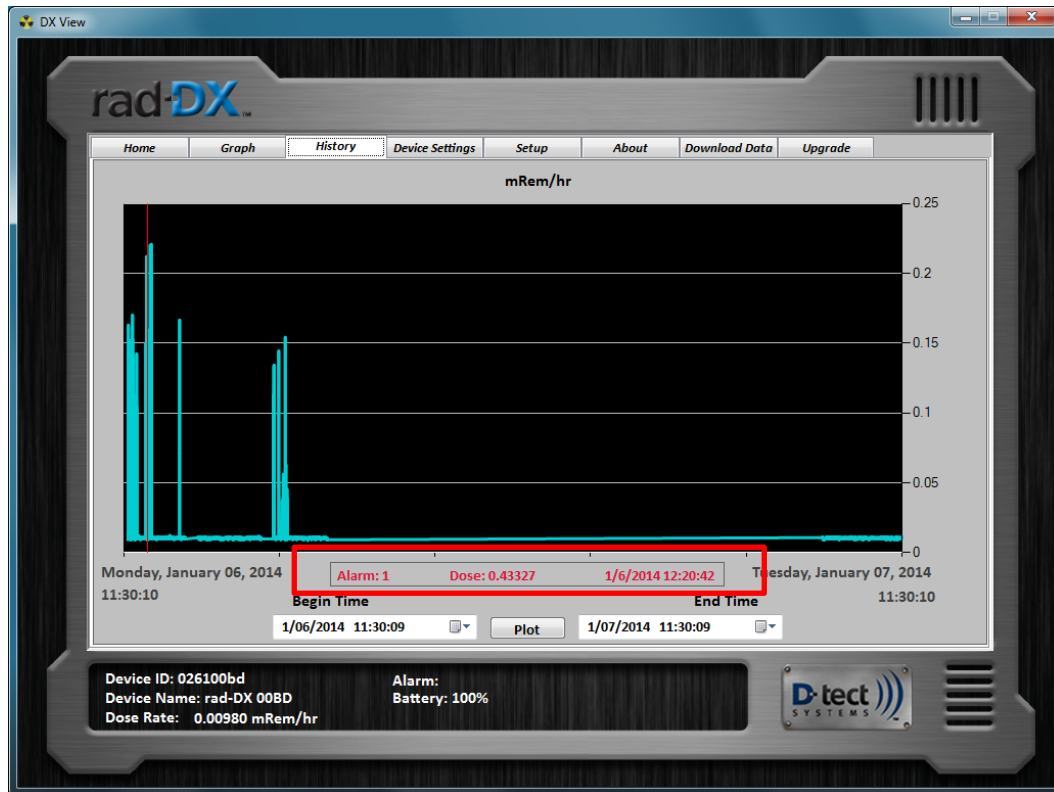 DX View
rad-DX™
Home Graph History Device Settings Setup About Download Data Upgrade
mRem/hr
0.25
0.2
0.15
0.1
0.05
0
Monday, January 06, 2014
11:30:10
Alarm: 1 Dose: 0.43327 1/6/2014 12:20:42
Tuesday, January 07, 2014
11:30:10
Begin Time End Time
1/06/2014 11:30:09 Plot 1/07/2014 11:30:09
Device ID: 026100bd
Device Name: rad-DX 00BD
Dose Rate: 0.00980 mRem/hr
Alarm:
Battery: 100%
D-tect
SYSTEMS